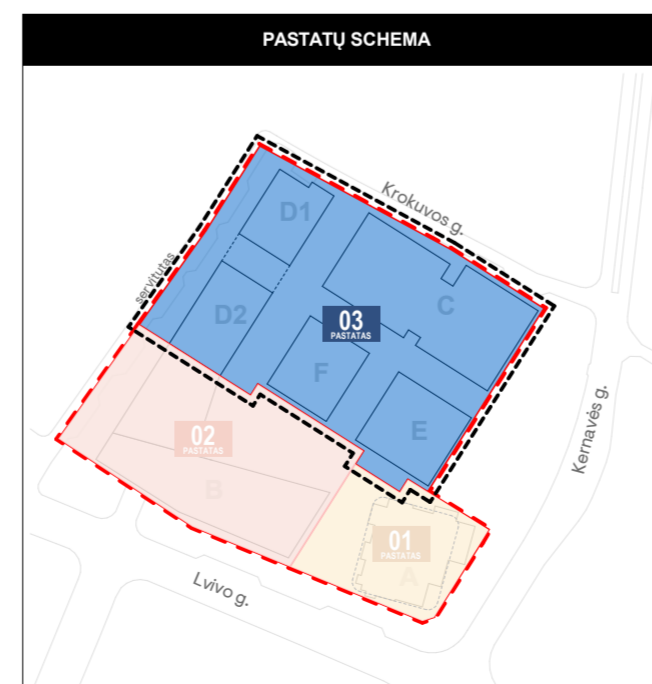 PASTATŲ SCHEMA
Krokuvos g.
servitutas
D1
C
D2
03
PASTATAS
F
E
Kernavės g.
02
PASTATAS
B
01
PASTATAS
A
Lvivo g.